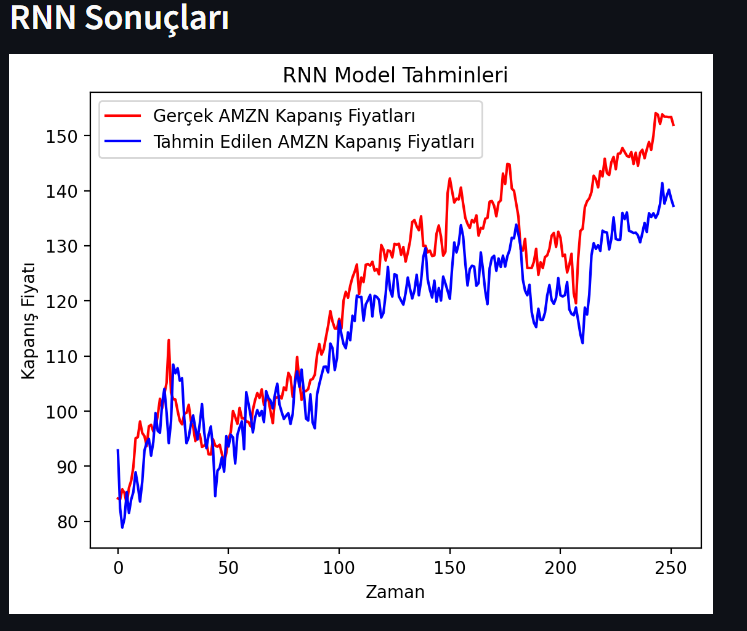 RNN Sonuçları
RNN Model Tahminleri
Gerçek AMZN Kapanış Fiyatları
Tahmin Edilen AMZN Kapanış Fiyatları
Kapanış Fiyatı
150
140
130
120
110
100
90
80
0 50 100 150 200 250
Zaman